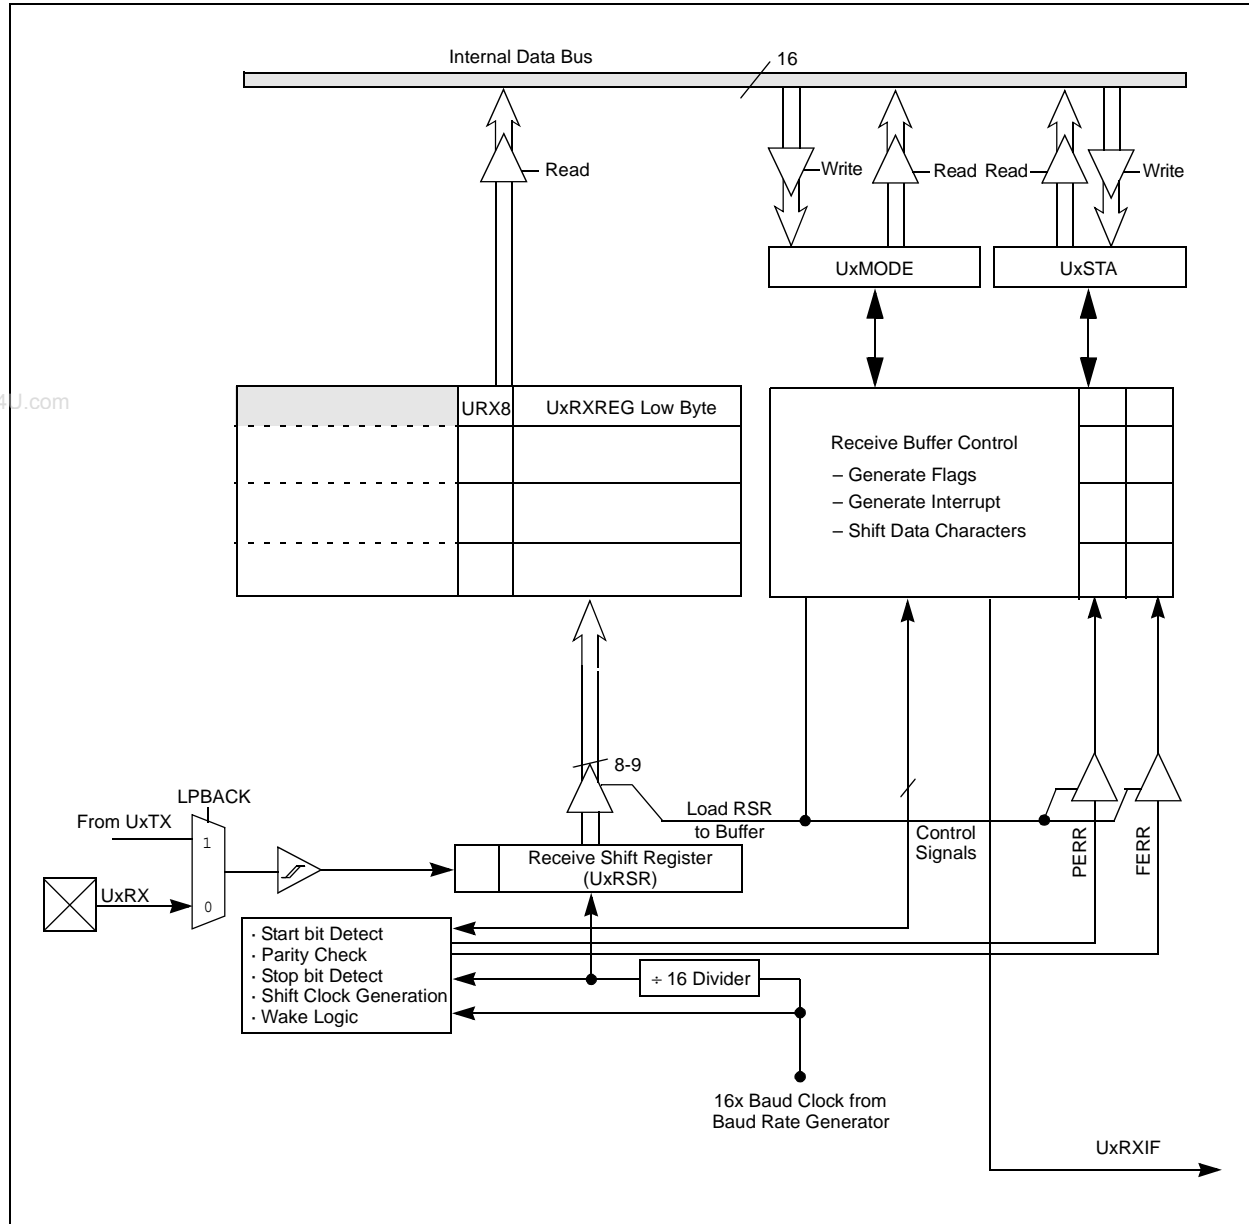 Internal Data Bus
16
Read
Write
Read
Read
Write
UxMODE
UxSTA
4U.com
URX8
UxRXREG Low Byte
Receive Buffer Control
– Generate Flags
– Generate Interrupt
– Shift Data Characters
8-9
LPBACK
From UxTX
1
Load RSR
to Buffer
Control
Signals
PERR
FERR
Receive Shift Register
(UxRSR)
UxRX
0
· Start bit Detect
· Parity Check
· Stop bit Detect
· Shift Clock Generation
· Wake Logic
÷ 16 Divider
16x Baud Clock from
Baud Rate Generator
UxRXIF